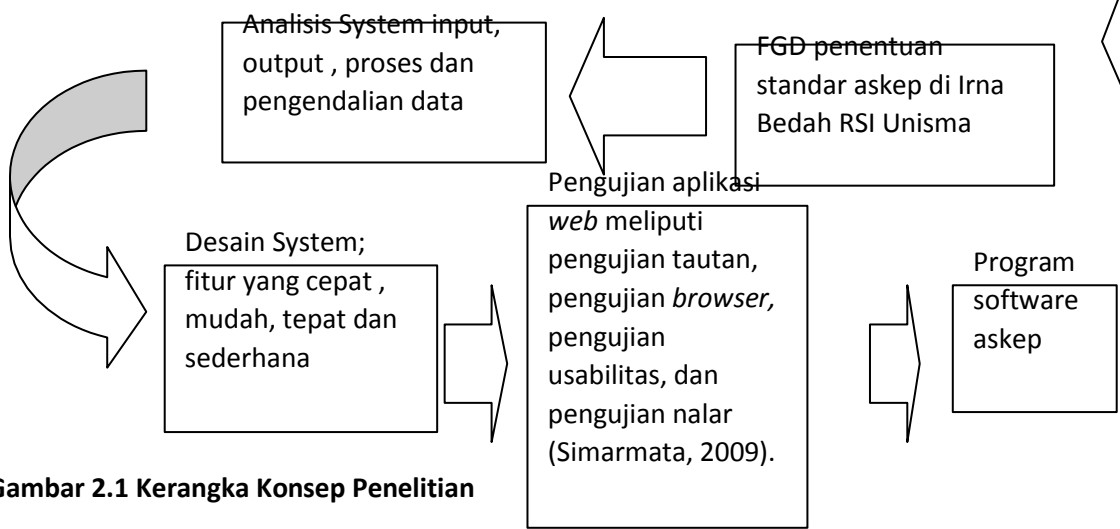 Analisis System input,
output , proses dan
pengendalian data
FGD penentuan
standar askep di Irna
Bedah RSI Unisma
Desain System;
fitur yang cepat ,
mudah, tepat dan
sederhana
Pengujian aplikasi
web meliputi
pengujian tautan,
pengujian browser,
pengujian
usabilitas, dan
pengujian nalar
(Simarmata, 2009).
Program
software
askep
Gambar 2.1 Kerangka Konsep Penelitian